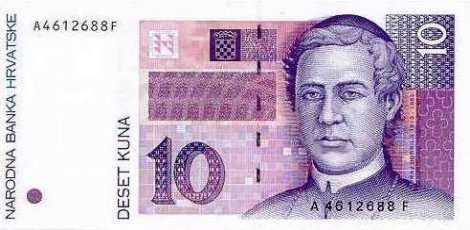 A4612688F
10
NARODNA BANKA HRVATSKE
DESET KUNA
10
A 4612688 F